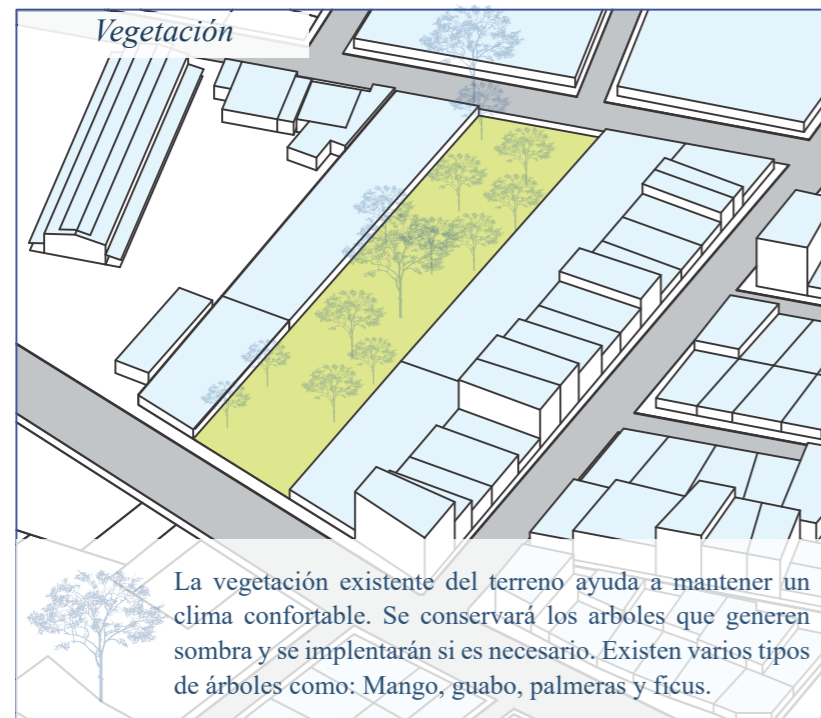 Vegetación
La vegetación existente del terreno ayuda a mantener un
clima confortable. Se conservará los arboles que generen
sombra y se implentarán si es necesario. Existen varios tipos
de árboles como: Mango, guabo, palmeras y ficus.